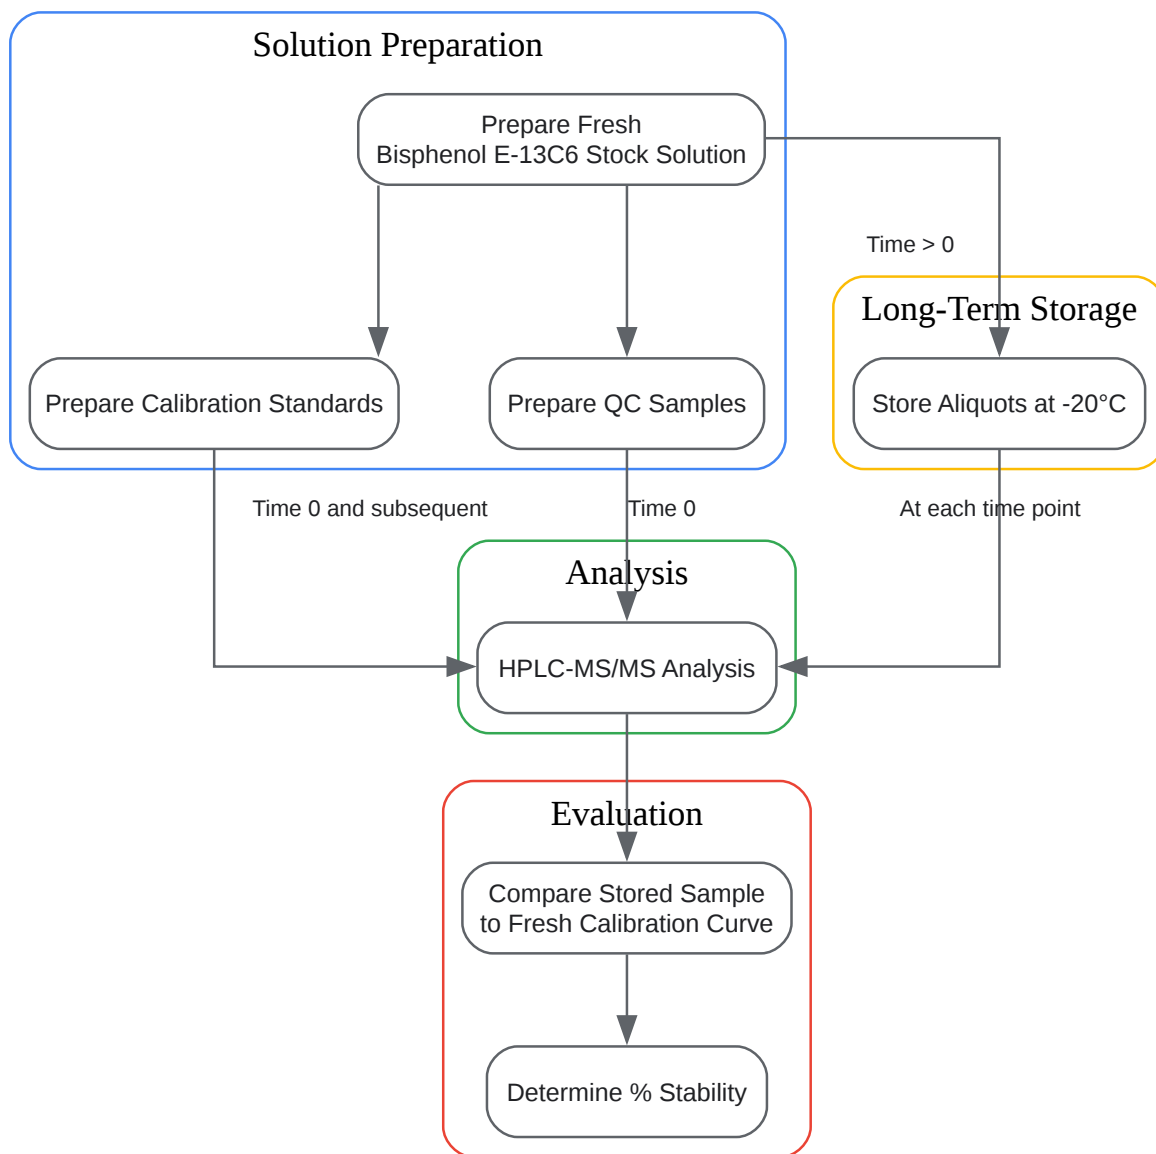 Solution Preparation
Prepare Fresh
Bisphenol E-13C6 Stock Solution
Time > 0
Long-Term Storage
Prepare Calibration Standards
Prepare QC Samples
Store Aliquots at -20°C
Time 0 and subsequent
Time 0
At each time point
Analysis
HPLC-MS/MS Analysis
Evaluation
Compare Stored Sample
to Fresh Calibration Curve
Determine % Stability